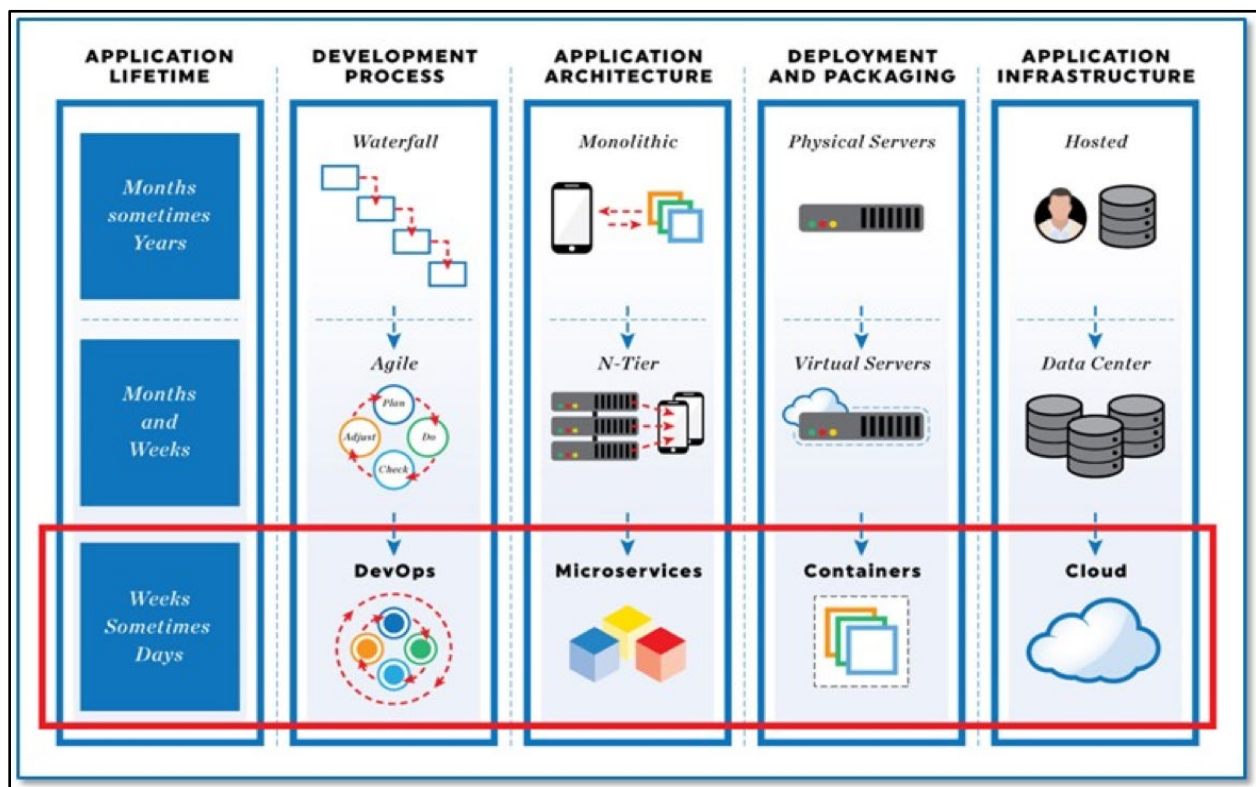 APPLICATION
LIFETIME
DEVELOPMENT
PROCESS
APPLICATION
ARCHITECTURE
DEPLOYMENT
AND PACKAGING
APPLICATION
INFRASTRUCTURE
Months
sometimes
Years
Waterfall
Monolithic
Physical Servers
Hosted
Months
and
Weeks
Agile
Plan
Do
Check
Adjust
N-Tier
Virtual Servers
Data Center
Weeks
Sometimes
Days
DevOps
Microservices
Containers
Cloud